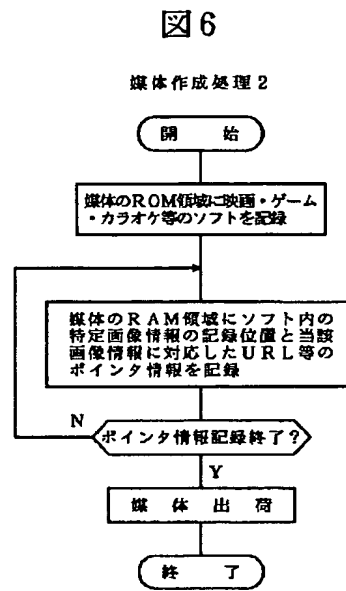 図6
媒体作成処理2
開 始
媒体のROM領域に映画・ゲーム
・カラオケ等のソフトを記録
媒体のRAM領域にソフト内の
特定画像情報の記録位置と当該
画像情報に対応したURL等の
ポインタ情報を記録
N
ポインタ情報記録終了?
Y
媒 体 出 荷
終 了